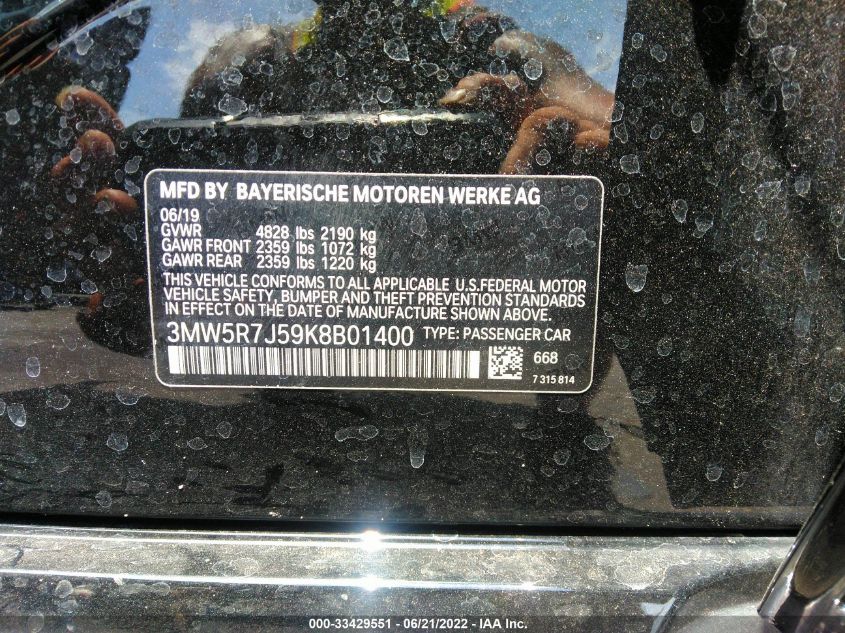 MFD BY BAYERISCHE MOTOREN WERKE AG
06/19
GVWR 4828 lbs 2190 kg
GAWR FRONT 2359 lbs 1072 kg
GAWR REAR 2359 lbs 1220 kg
THIS VEHICLE CONFORMS TO ALL APPLICABLE U.S.FEDERAL MOTOR
VEHICLE SAFETY, BUMPER AND THEFT PREVENTION STANDARDS
IN EFFECT ON THE DATE OF MANUFACTURE SHOWN ABOVE.
3MW5R7J59K8B01400 TYPE: PASSENGER CAR
668
7 315 814
000-33429551 - 06/21/2022 - IAA Inc.